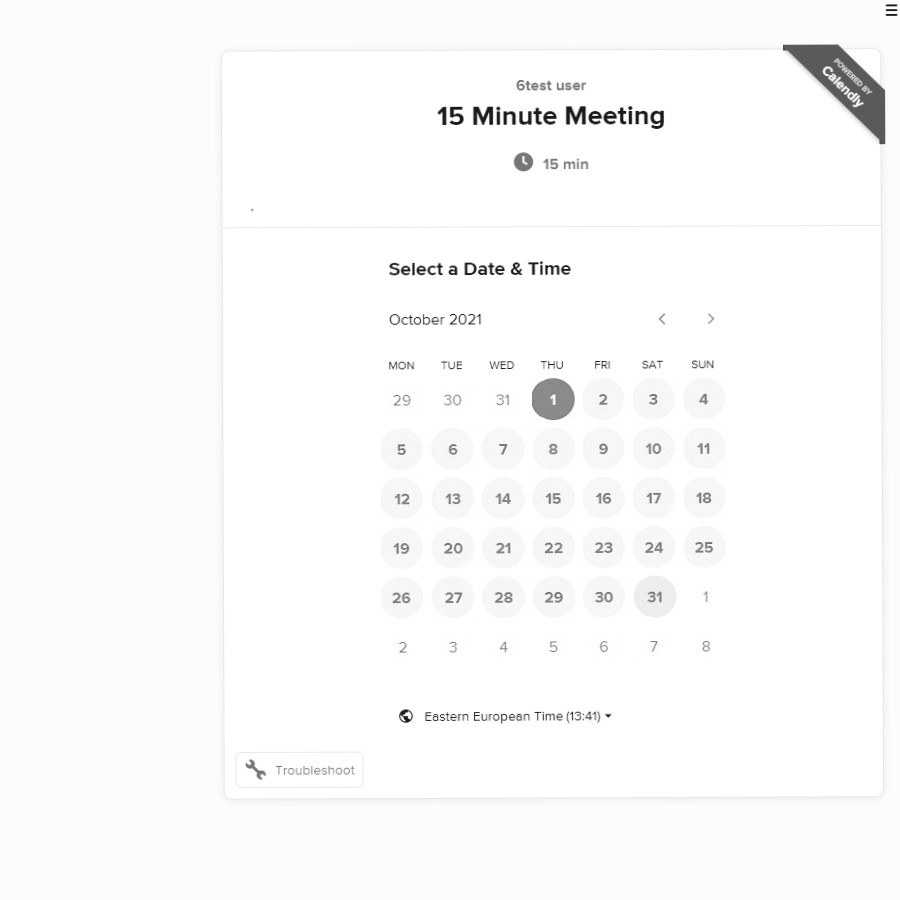 POWERED BY
Calendly
6test user
15 Minute Meeting
15 min
Select a Date & Time
October 2021
MON TUE WED THU FRI SAT SUN
29 30 31 1 2 3 4
5 6 7 8 9 10 11
12 13 14 15 16 17 18
19 20 21 22 23 24 25
26 27 28 29 30 31 1
2 3 4 5 6 7 8
Eastern European Time (13:41)
Troubleshoot